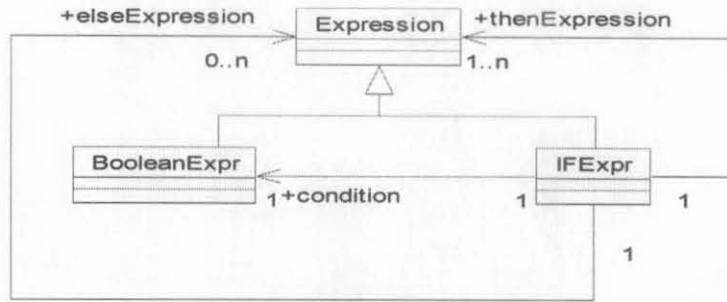 +elseExpression
Expression
+thenExpression
0..n
1..n
BooleanExpr
IFExpr
1
+condition
1
1
1